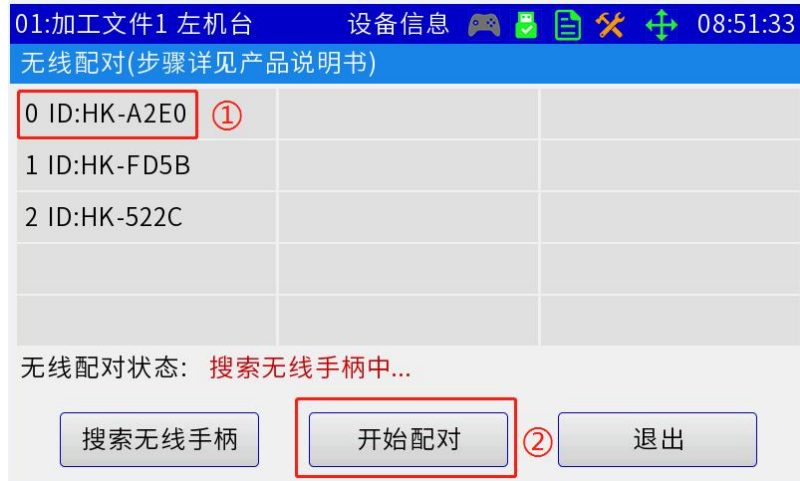 01:加工文件1 左机台 设备信息 08:51:33
无线配对(步骤详见产品说明书)
0 ID:HK-A2E0 ①
1 ID:HK-FD5B
2 ID:HK-522C
无线配对状态: 搜索无线手柄中...
搜索无线手柄 开始配对 ② 退出